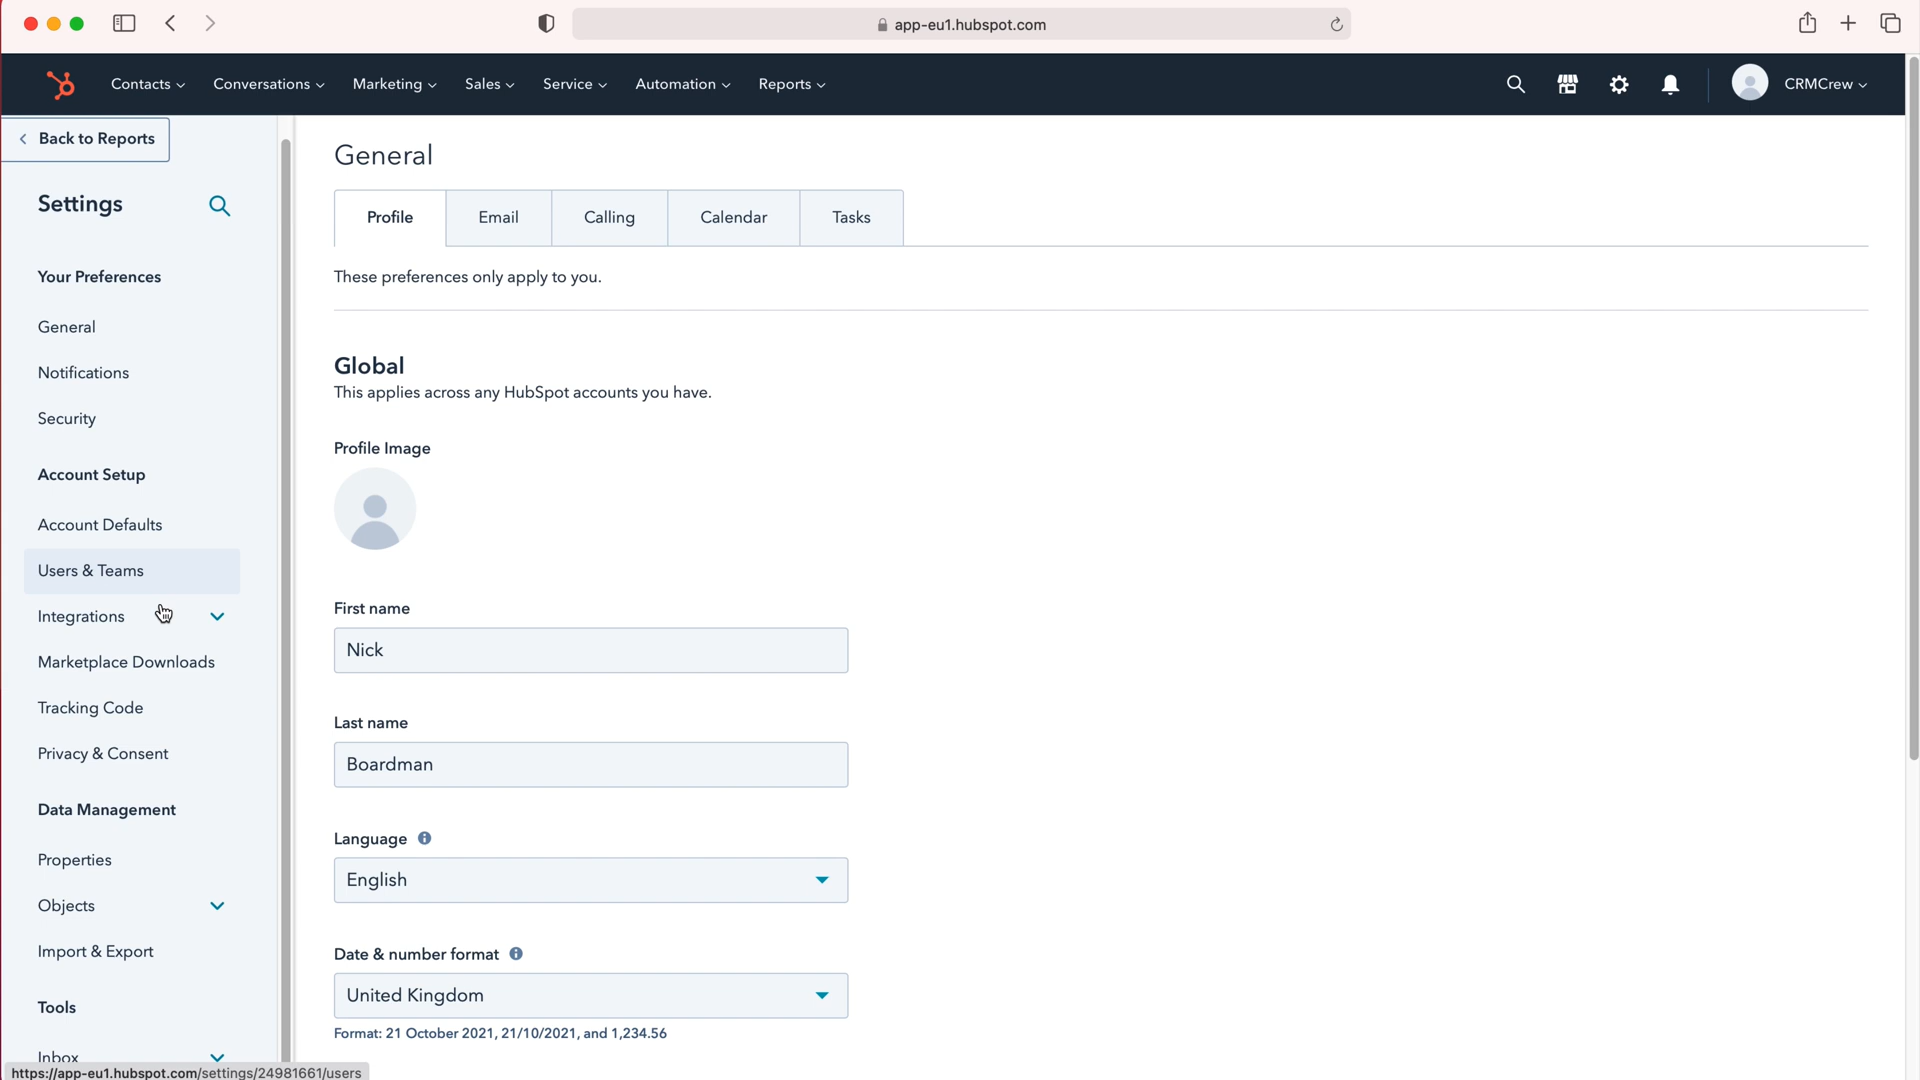 app-eu1.hubspot.com
Contacts
Conversations
Marketing
Sales
Service
Automation
Reports
CRMCrew
Back to Reports
Settings
Your Preferences
General
Notifications
Security
Account Setup
Account Defaults
Users & Teams
Integrations
Marketplace Downloads
Tracking Code
Privacy & Consent
Data Management
Properties
Objects
Import & Export
Tools
Inbox
https://app-eu1.hubspot.com/settings/24981661/users
General
Profile
Email
Calling
Calendar
Tasks
These preferences only apply to you.
Global
This applies across any HubSpot accounts you have.
Profile Image
First name
Nick
Last name
Boardman
Language
English
Date & number format
United Kingdom
Format: 21 October 2021, 21/10/2021, and 1,234.56